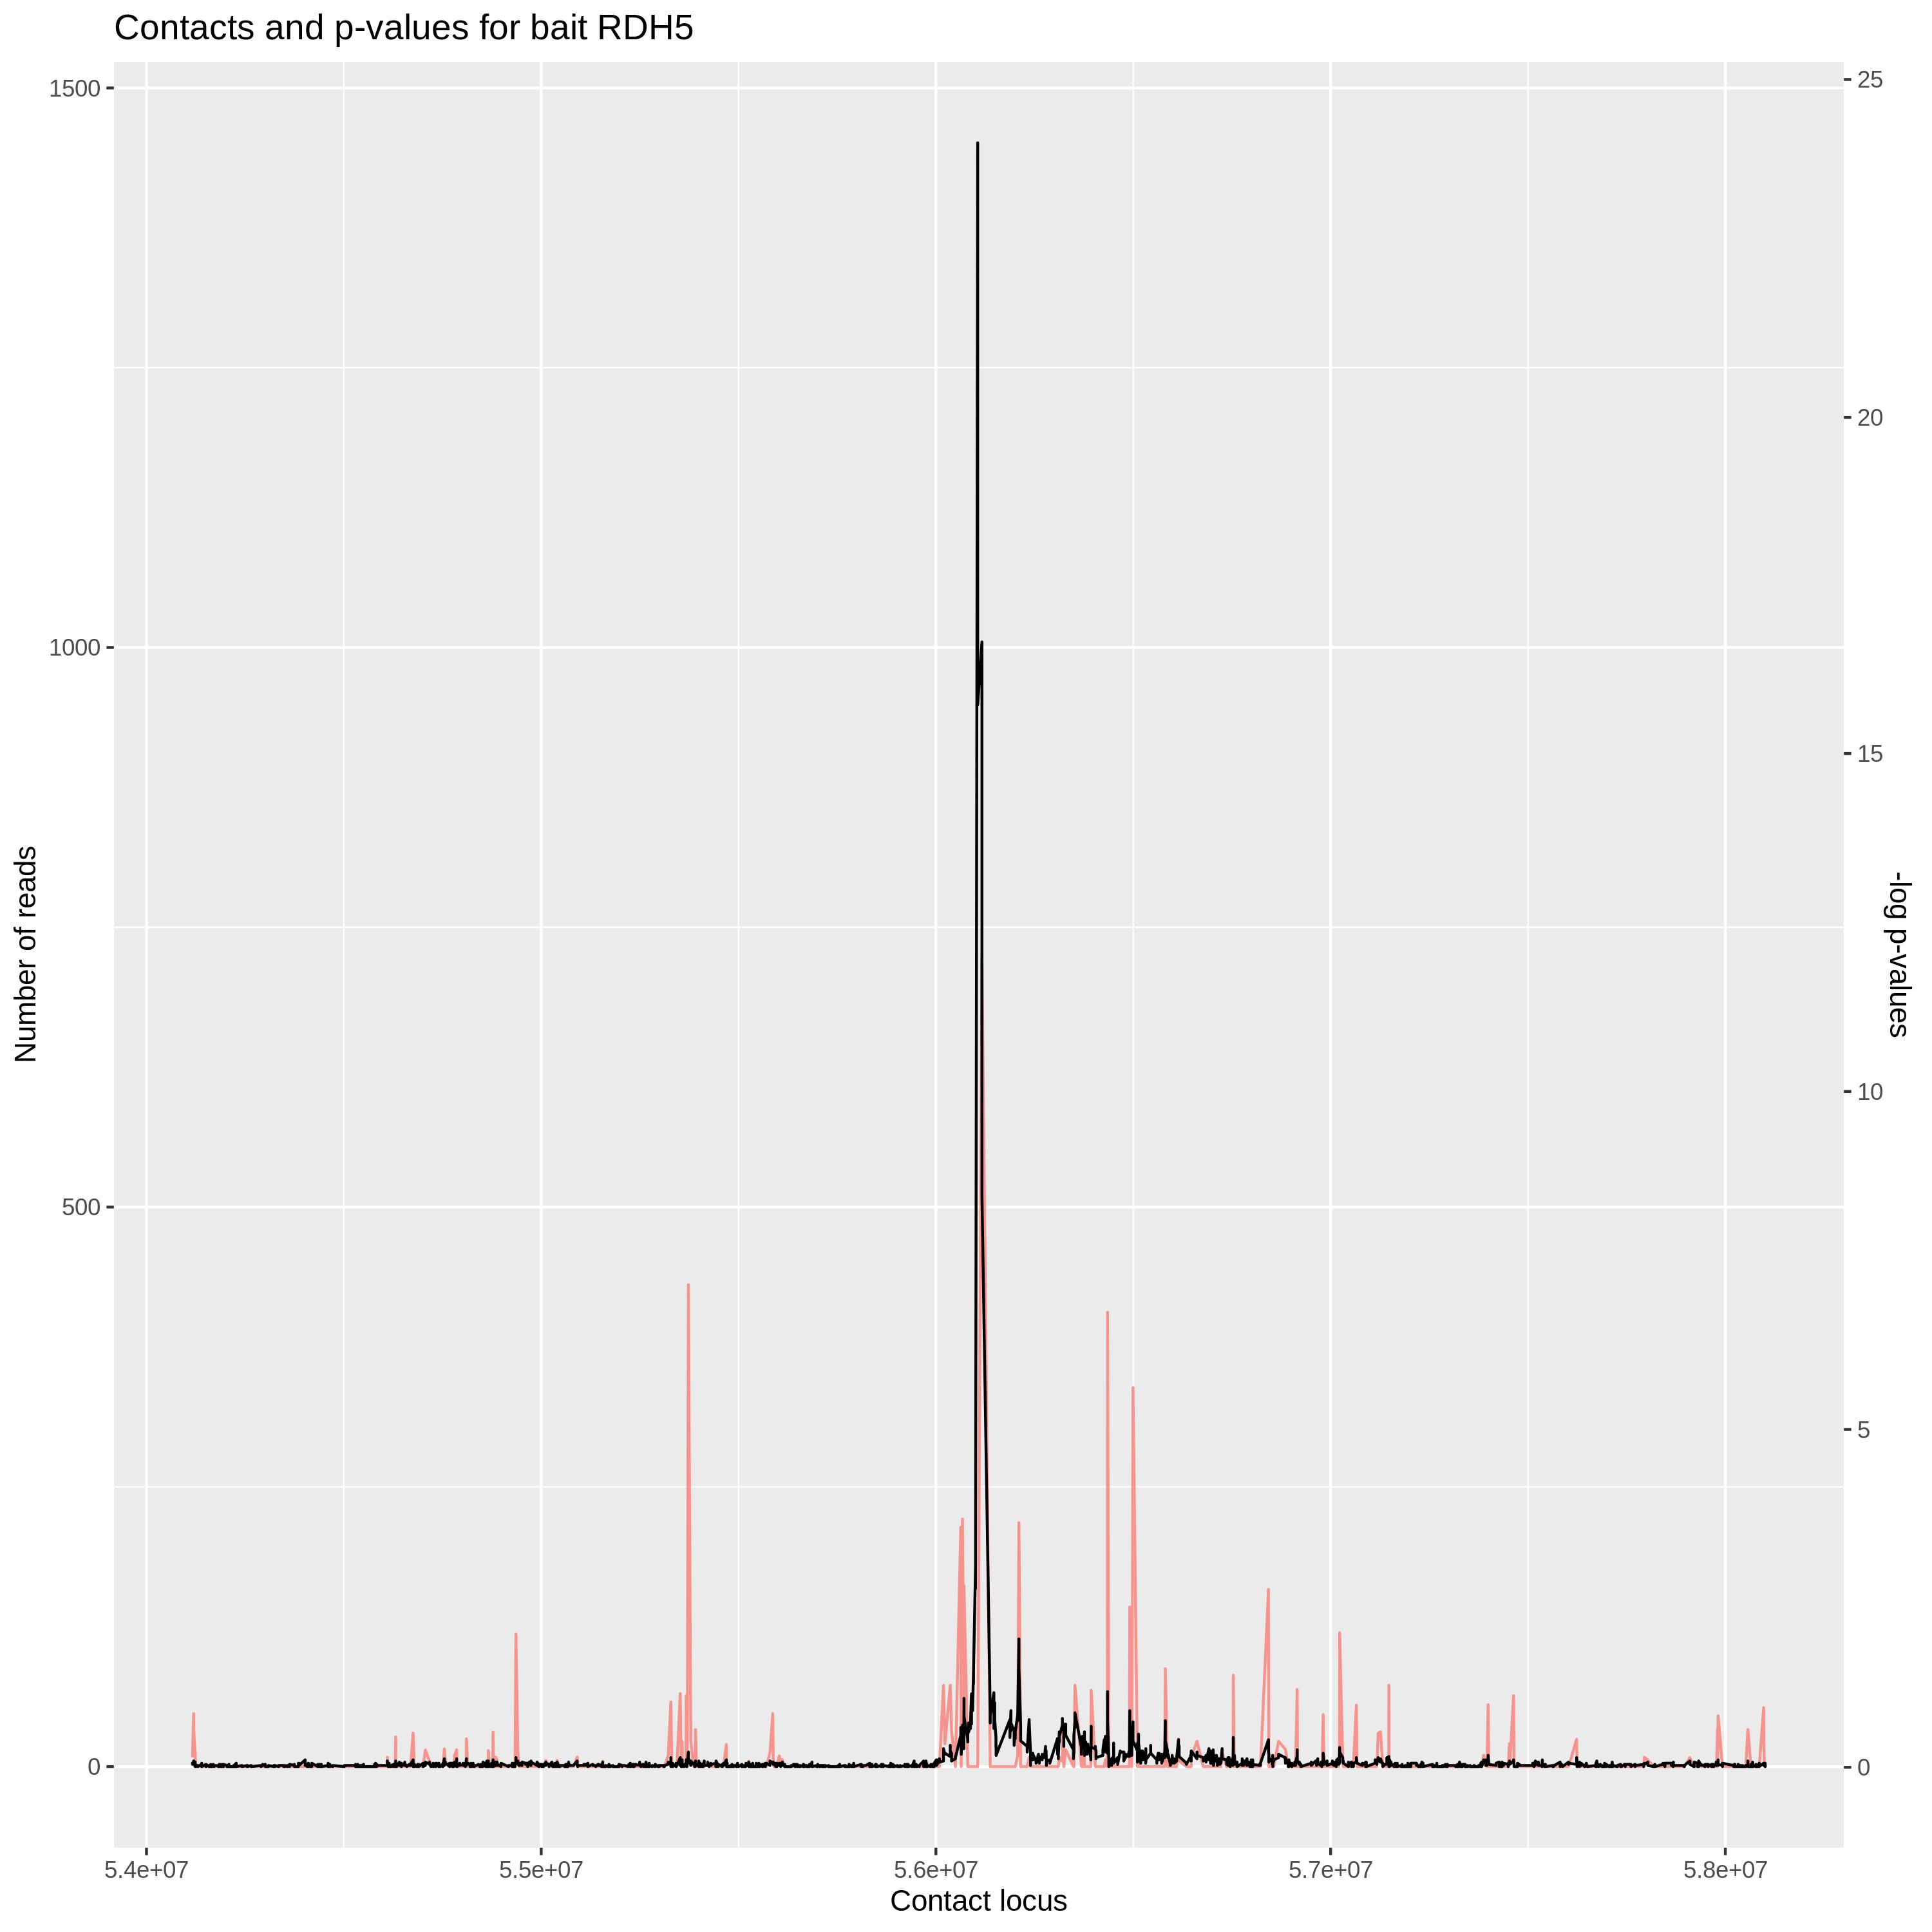 Contacts and p-values for bait RDH5
1500
1000
500
0
Number of reads
25
20
15
10
5
0
-log p-values
5.4e+07
5.5e+07
5.6e+07
5.7e+07
5.8e+07
Contact locus